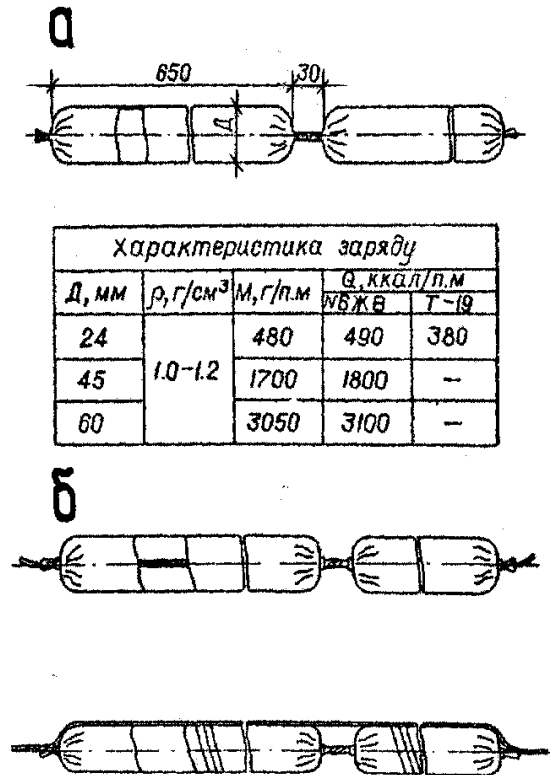 а
650 30
Д
Характеристика заряду
Д, мм ρ, г/см³ М, г/п.м Q, ккал/п.м
№6ЖВ Т-19
24 1.0-1.2 480 490 380
45 1700 1800 —
60 3050 3100 —
б